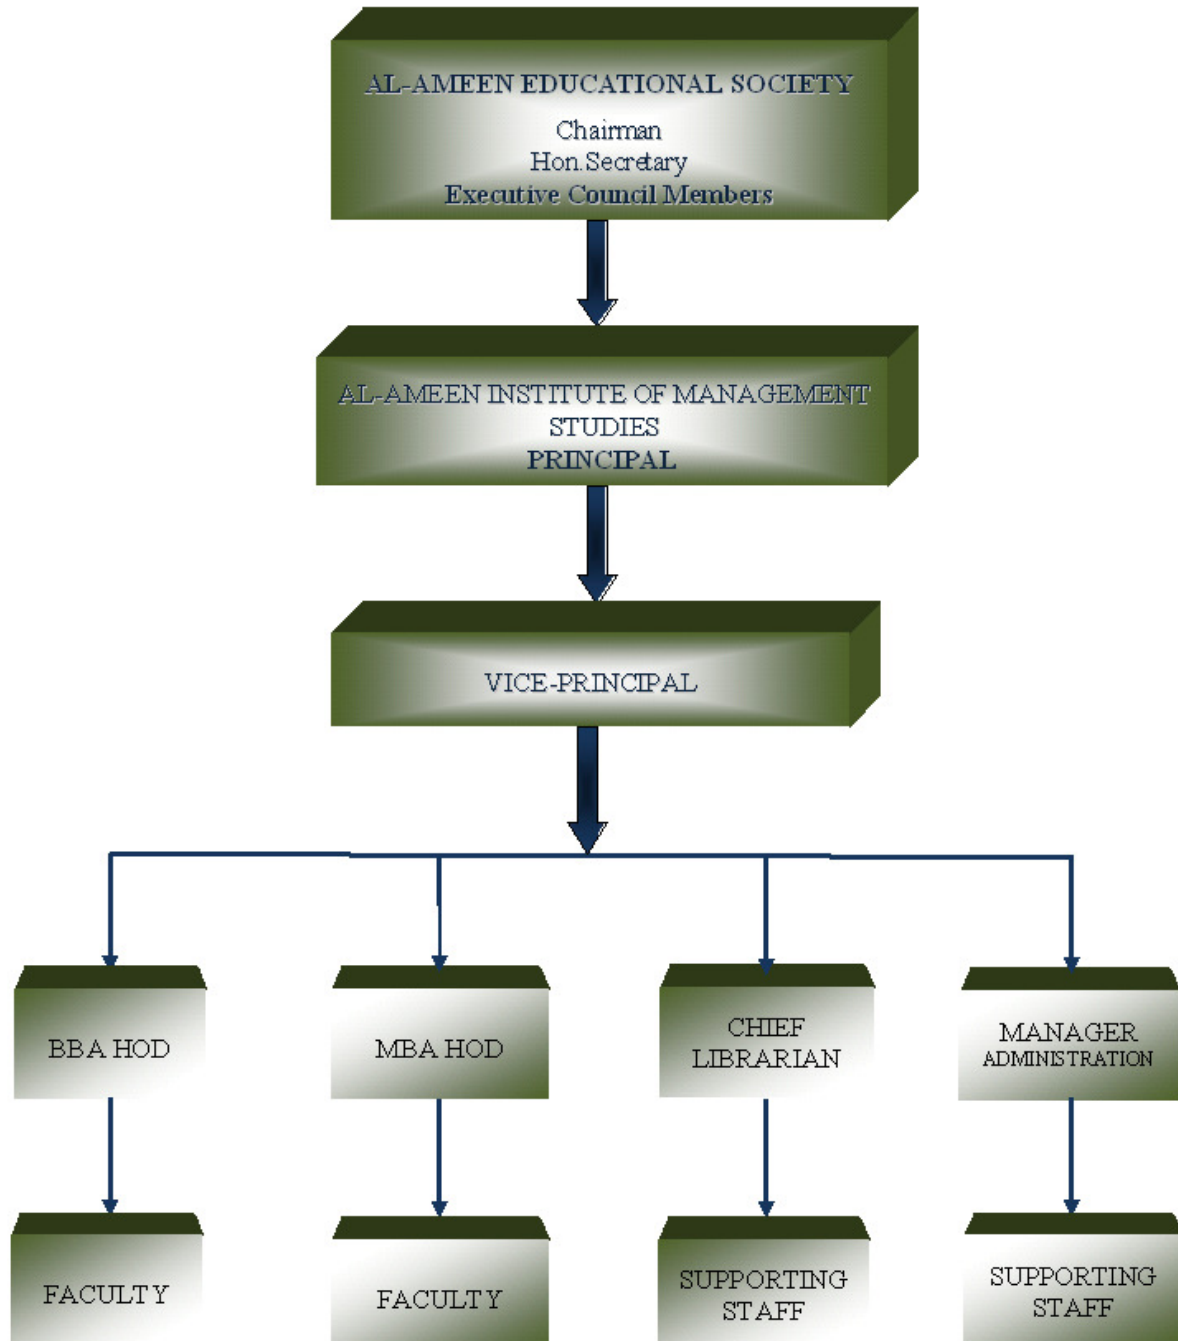 AL-AMEEN EDUCATIONAL SOCIETY
Chairman
Hon.Secretary
Executive Council Members
AL-AMEEN INSTITUTE OF MANAGEMENT
STUDIES
PRINCIPAL
VICE-PRINCIPAL
BBA HOD
MBA HOD
CHIEF
LIBRARIAN
MANAGER
ADMINISTRATION
FACULTY
FACULTY
SUPPORTING
STAFF
SUPPORTING
STAFF